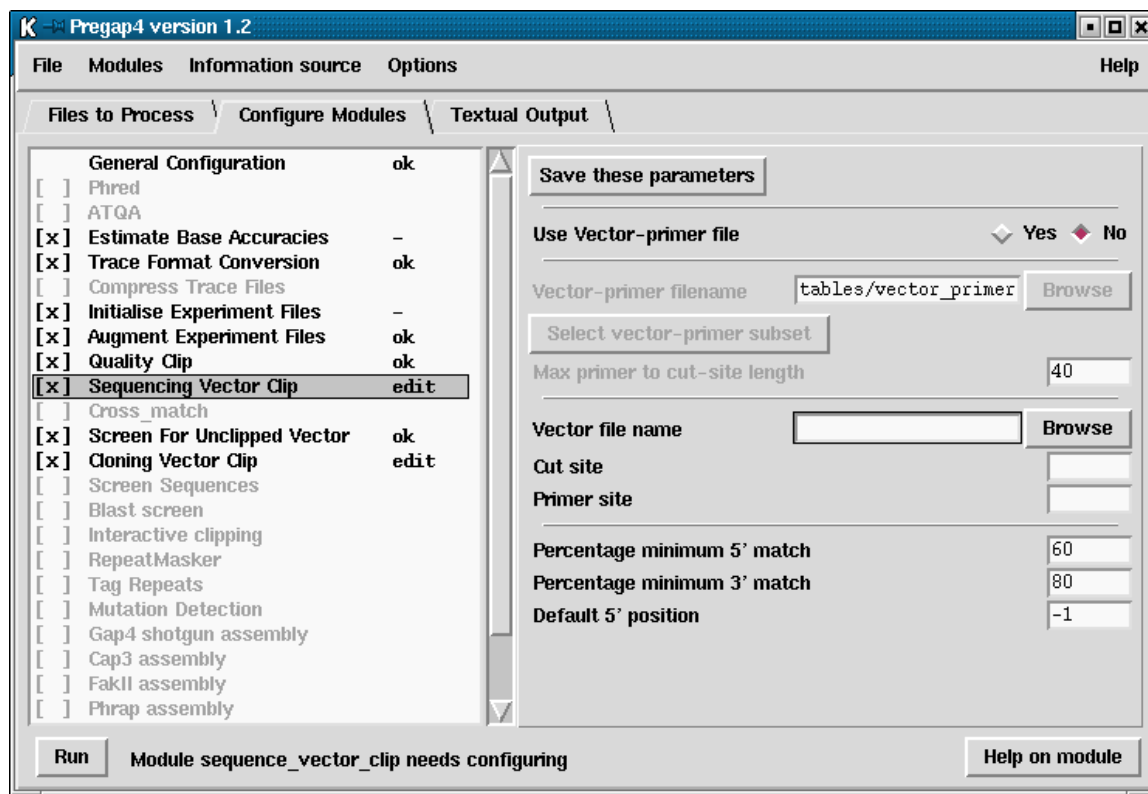 Pregap4 version 1.2
File Modules Information source Options Help
Files to Process Configure Modules Textual Output
General Configuration ok
[ ] Phred
[ ] ATQA
[x] Estimate Base Accuracies –
[x] Trace Format Conversion ok
[ ] Compress Trace Files
[x] Initialise Experiment Files –
[x] Augment Experiment Files ok
[x] Quality Clip ok
[x] Sequencing Vector Clip edit
[ ] Cross_match
[x] Screen For Unclipped Vector ok
[x] Cloning Vector Clip edit
[ ] Screen Sequences
[ ] Blast screen
[ ] Interactive clipping
[ ] RepeatMasker
[ ] Tag Repeats
[ ] Mutation Detection
[ ] Gap4 shotgun assembly
[ ] Cap3 assembly
[ ] FakII assembly
[ ] Phrap assembly
Save these parameters
Use Vector-primer file Yes No
Vector-primer filename tables/vector_primer Browse
Select vector-primer subset
Max primer to cut-site length 40
Vector file name Browse
Cut site
Primer site
Percentage minimum 5' match 60
Percentage minimum 3' match 80
Default 5' position -1
Run Module sequence_vector_clip needs configuring Help on module